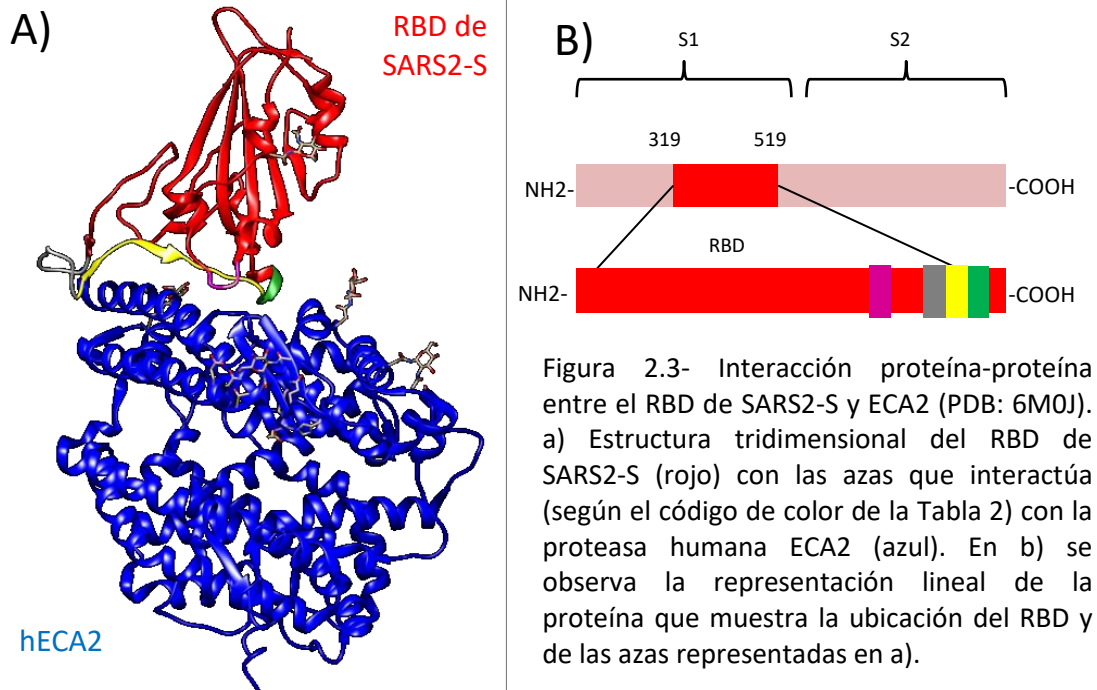 A)
RBD de
SARS2-S
hECA2
B)
S1
S2
319
519
NH2-
-COOH
RBD
NH2-
-COOH
Figura 2.3- Interacción proteína-proteína
entre el RBD de SARS2-S y ECA2 (PDB: 6M0J).
a) Estructura tridimensional del RBD de
SARS2-S (rojo) con las azas que interactúa
(según el código de color de la Tabla 2) con la
proteasa humana ECA2 (azul). En b) se
observa la representación lineal de la
proteína que muestra la ubicación del RBD y
de las azas representadas en a).